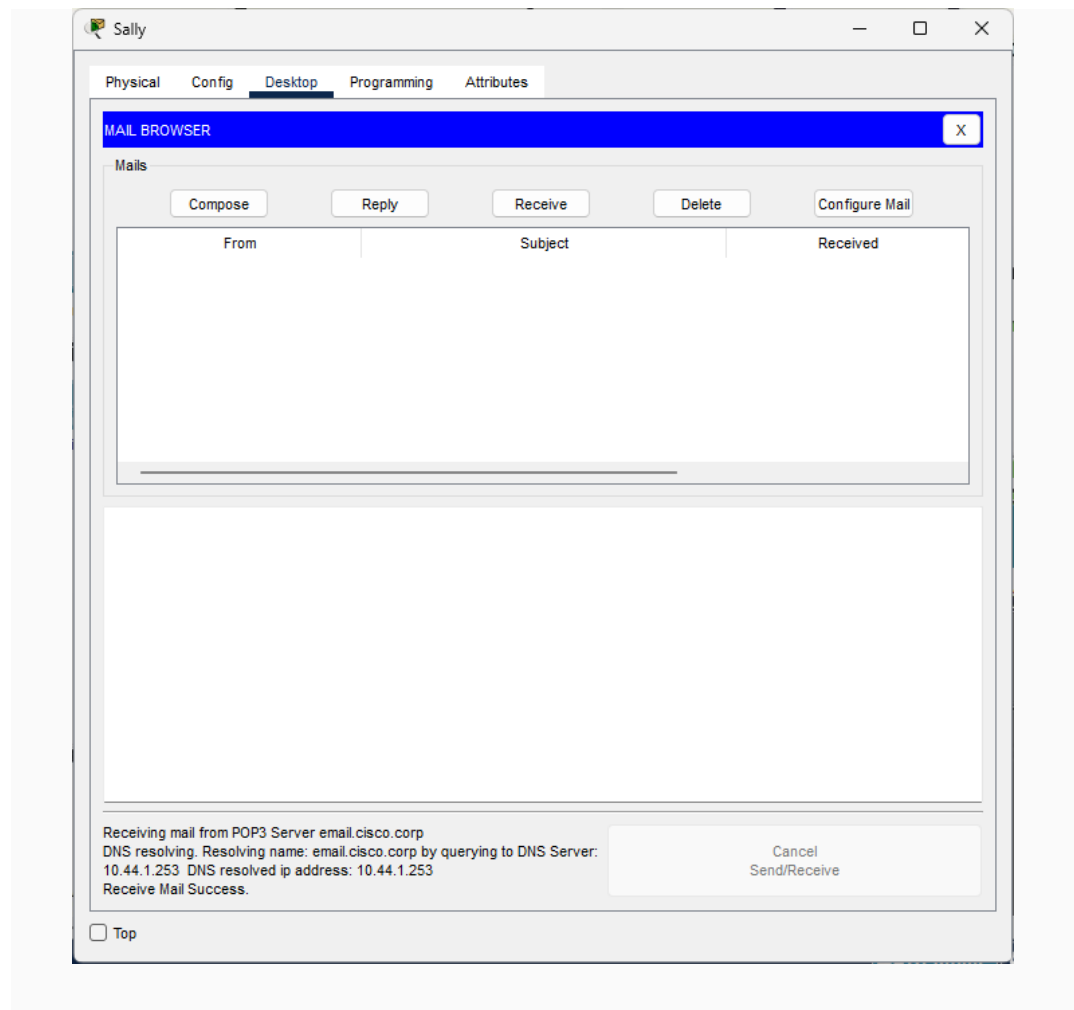 Sally
Physical Config Desktop Programming Attributes
MAIL BROWSER X
Mails
Compose Reply Receive Delete Configure Mail
From Subject Received
Receiving mail from POP3 Server email.cisco.corp
DNS resolving. Resolving name: email.cisco.corp by querying to DNS Server:
10.44.1.253 DNS resolved ip address: 10.44.1.253
Receive Mail Success.
Cancel
Send/Receive
Top